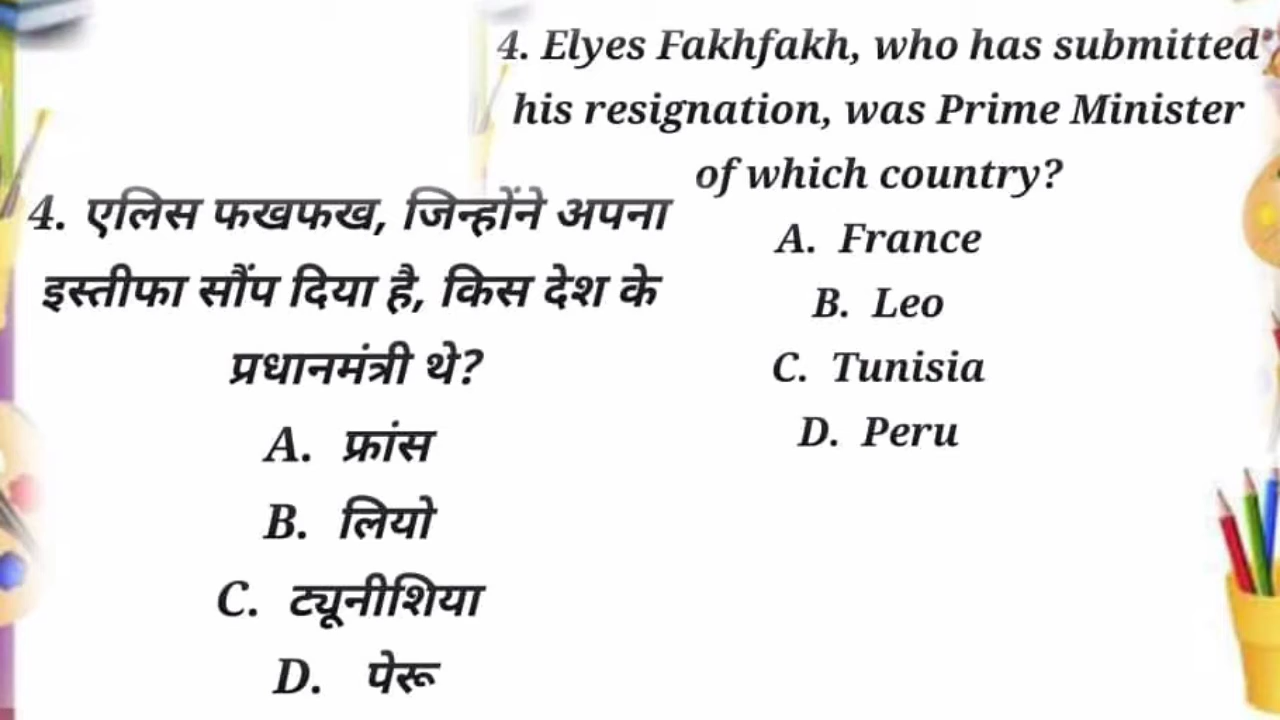 4. एलिस फखफख, जिन्होंने अपना
इस्तीफा सौंप दिया है, किस देश के
प्रधानमंत्री थे?
A. फ्रांस
B. लियो
C. ट्यूनीशिया
D. पेरू
4. Elyes Fakhfakh, who has submitted
his resignation, was Prime Minister
of which country?
A. France
B. Leo
C. Tunisia
D. Peru